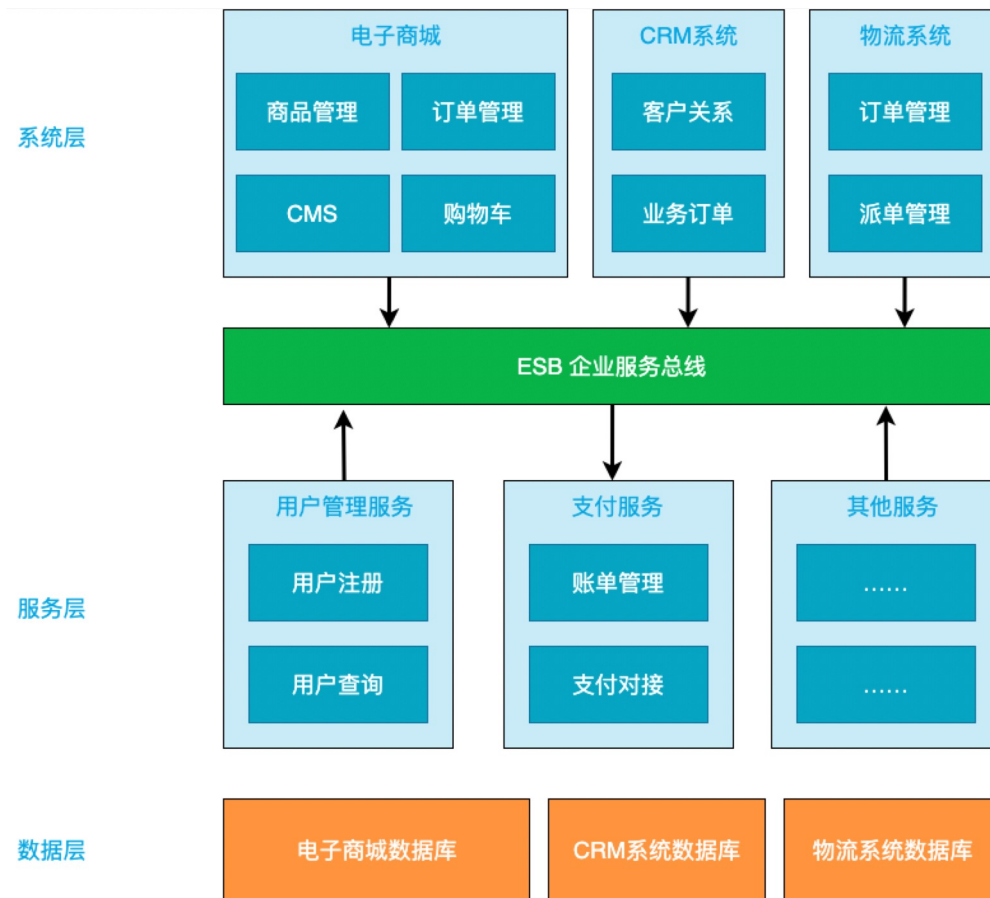 电子商城
CRM系统
物流系统
系统层
商品管理
订单管理
客户关系
订单管理
CMS
购物车
业务订单
派单管理
ESB 企业服务总线
用户管理服务
支付服务
其他服务
服务层
用户注册
账单管理
……
用户查询
支付对接
……
数据层
电子商城数据库
CRM系统数据库
物流系统数据库